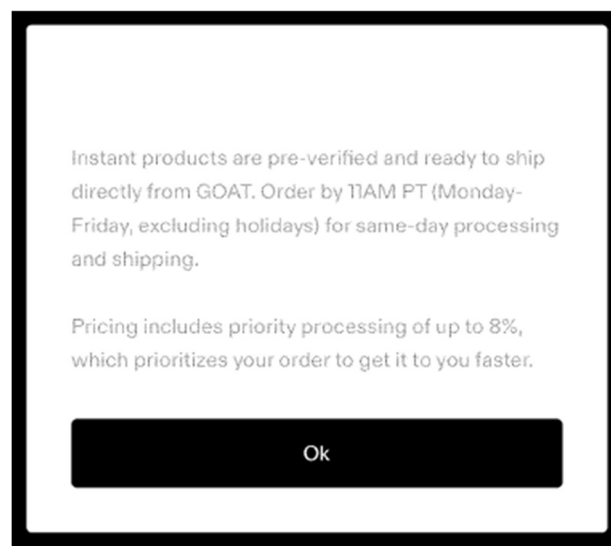 Instant products are pre-verified and ready to ship
directly from GOAT. Order by 11AM PT (Monday-
Friday, excluding holidays) for same-day processing
and shipping.
Pricing includes priority processing of up to 8%,
which prioritizes your order to get it to you faster.
Ok